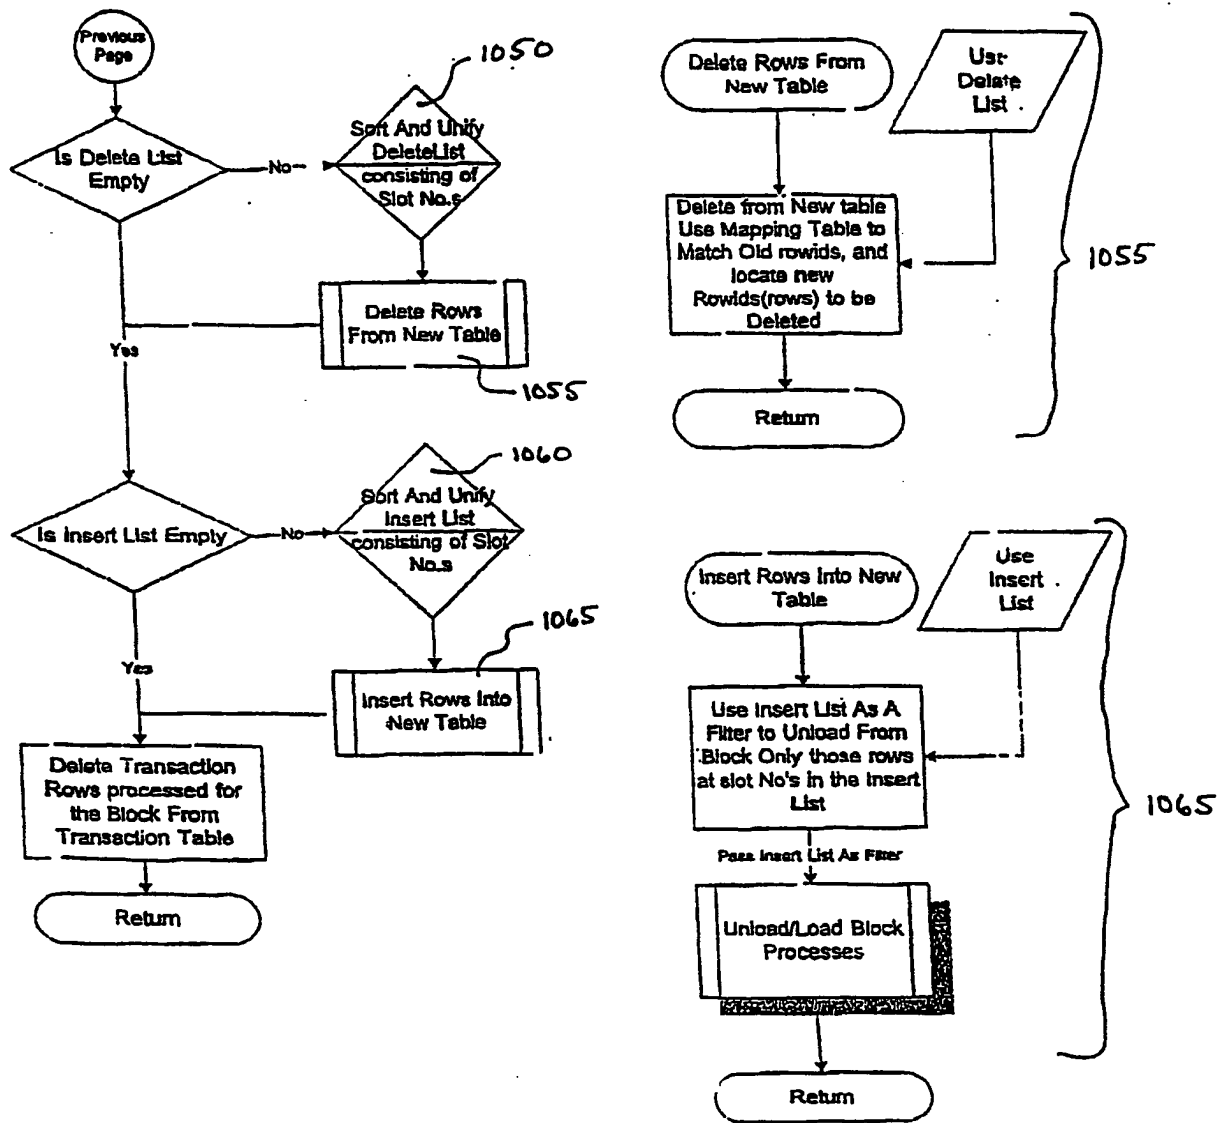 Previous
Page
1050
Sort And Unify
DeleteList
consisting of
Slot No.s
Is Delete List
Empty
No
Delete Rows
From New Table
Yes
1055
1060
Sort And Unify
Insert List
consisting of Slot
No.s
Is Insert List Empty
No
1065
Yes
Insert Rows Into
New Table
Delete Transaction
Rows processed for
the Block From
Transaction Table
Return
Delete Rows From
New Table
Use
Delete
List
Delete from New table
Use Mapping Table to
Match Old rowids, and
locate new
Rowids(rows) to be
Deleted
1055
Return
Insert Rows Into New
Table
Use
Insert
List
Use Insert List As A
Filter to Unload From
Block Only those rows
at slot No's in the Insert
List
1065
Pass Insert List As Filter
Unload/Load Block
Processes
Return